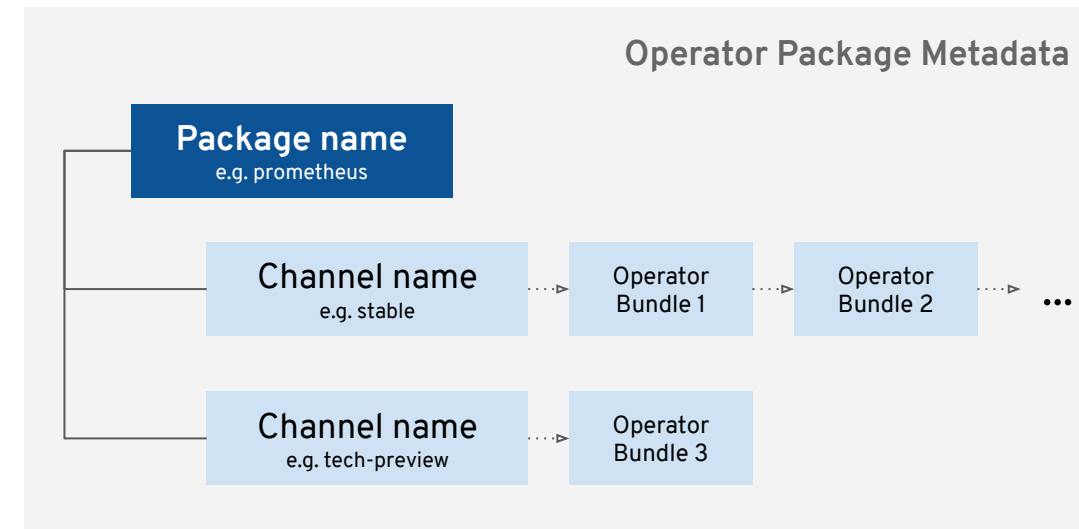 Operator Package Metadata
Package name
e.g. prometheus
Channel name
e.g. stable
Operator
Bundle 1
Operator
Bundle 2
...
Channel name
e.g. tech-preview
Operator
Bundle 3